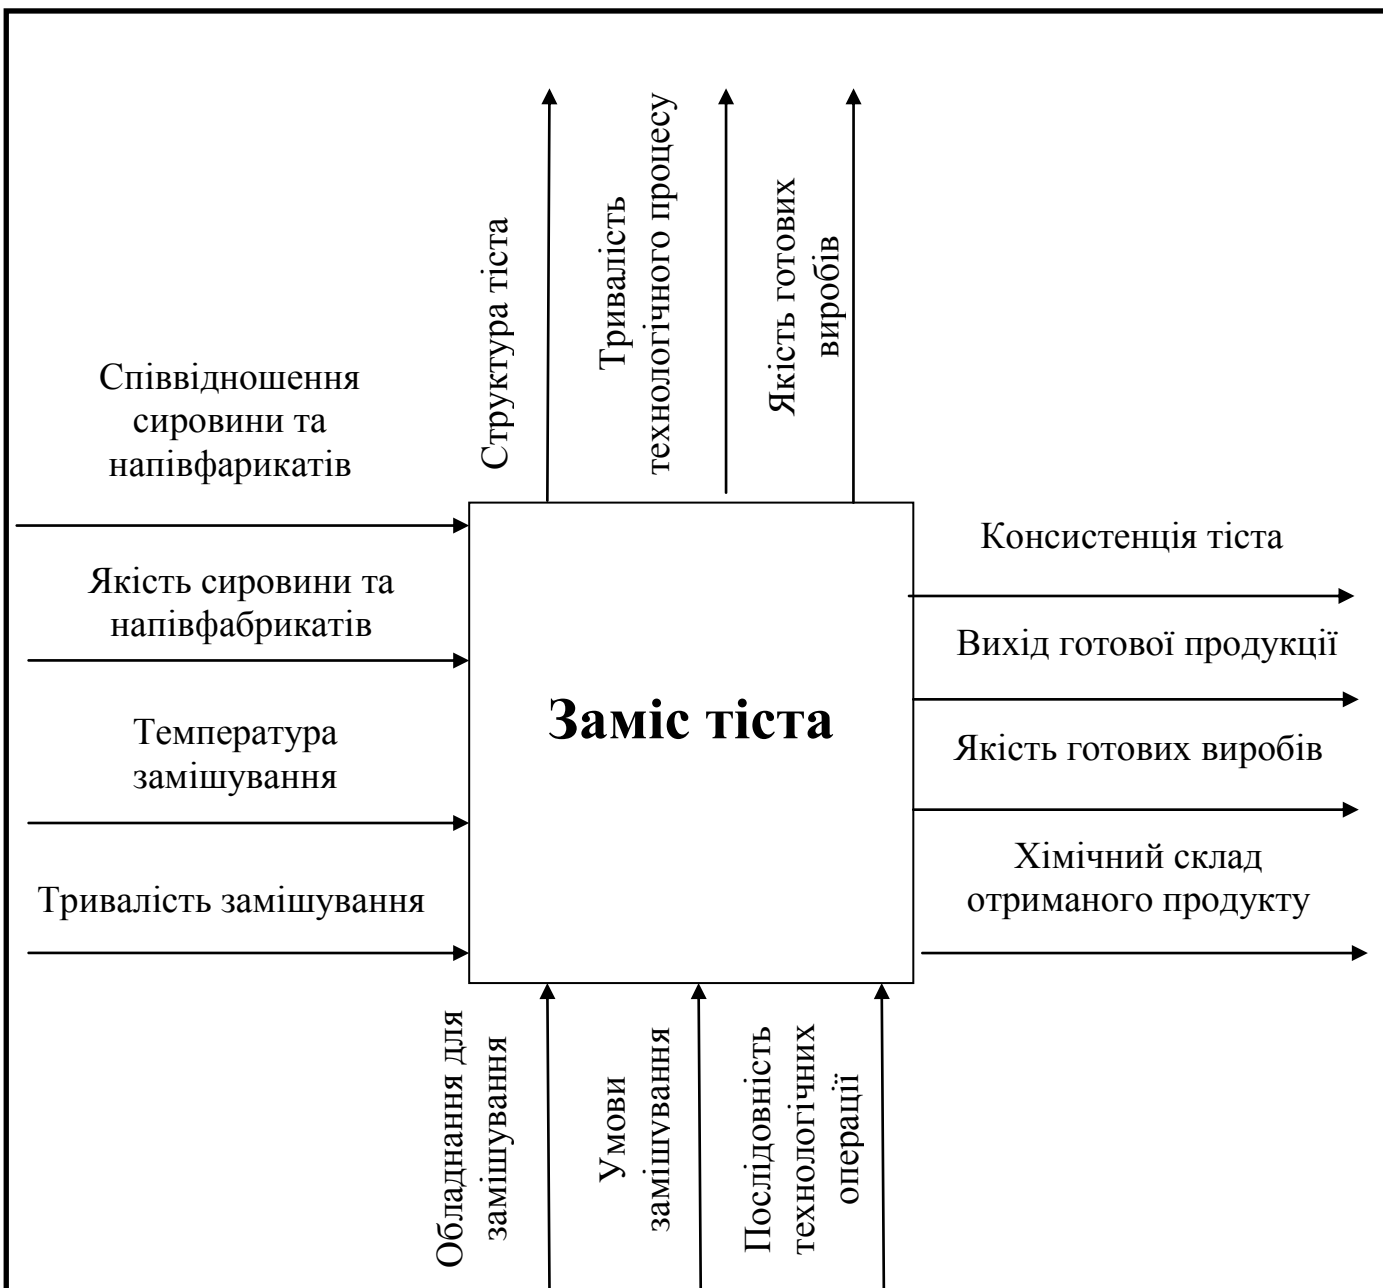 Структура тіста
Тривалість
технологічного процесу
Якість готових
виробів
Співвідношення
сировини та
напівфарикатів
Якість сировини та
напівфабрикатів
Температура
замішування
Тривалість замішування
Заміс тіста
Консистенція тіста
Вихід готової продукції
Якість готових виробів
Хімічний склад
отриманого продукту
Обладнання для
замішування
Умови
замішування
Послідовність
технологічних
операції